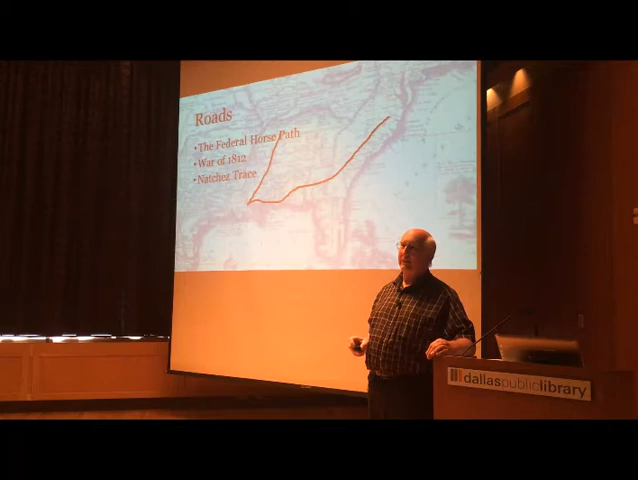 Roads
• The Federal Horse Path
• War of 1812
• Natchez Trace
dallaspubliclibrary